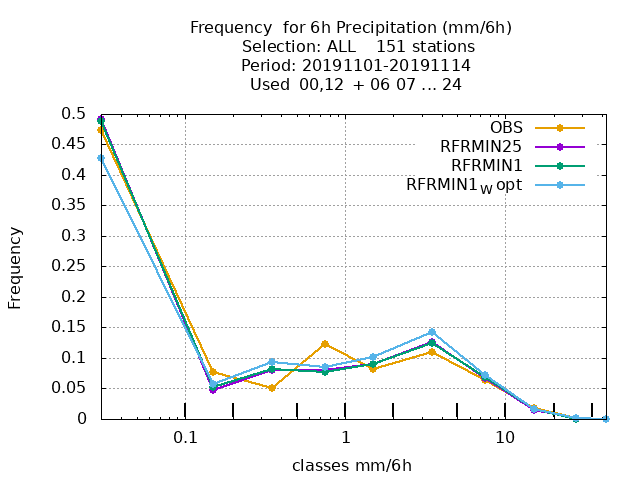 Frequency  for 6h Precipitation (mm/6h)
Selection: ALL    151 stations
Period: 20191101-20191114
Used  00,12  + 06 07 ... 24
0.5
0.45
0.4
0.35
0.3
0.25
0.2
0.15
0.1
0.05
0
Frequency
OBS
RFRMIN25
RFRMIN1
RFRMIN1_W opt
0.1 1 10
classes mm/6h